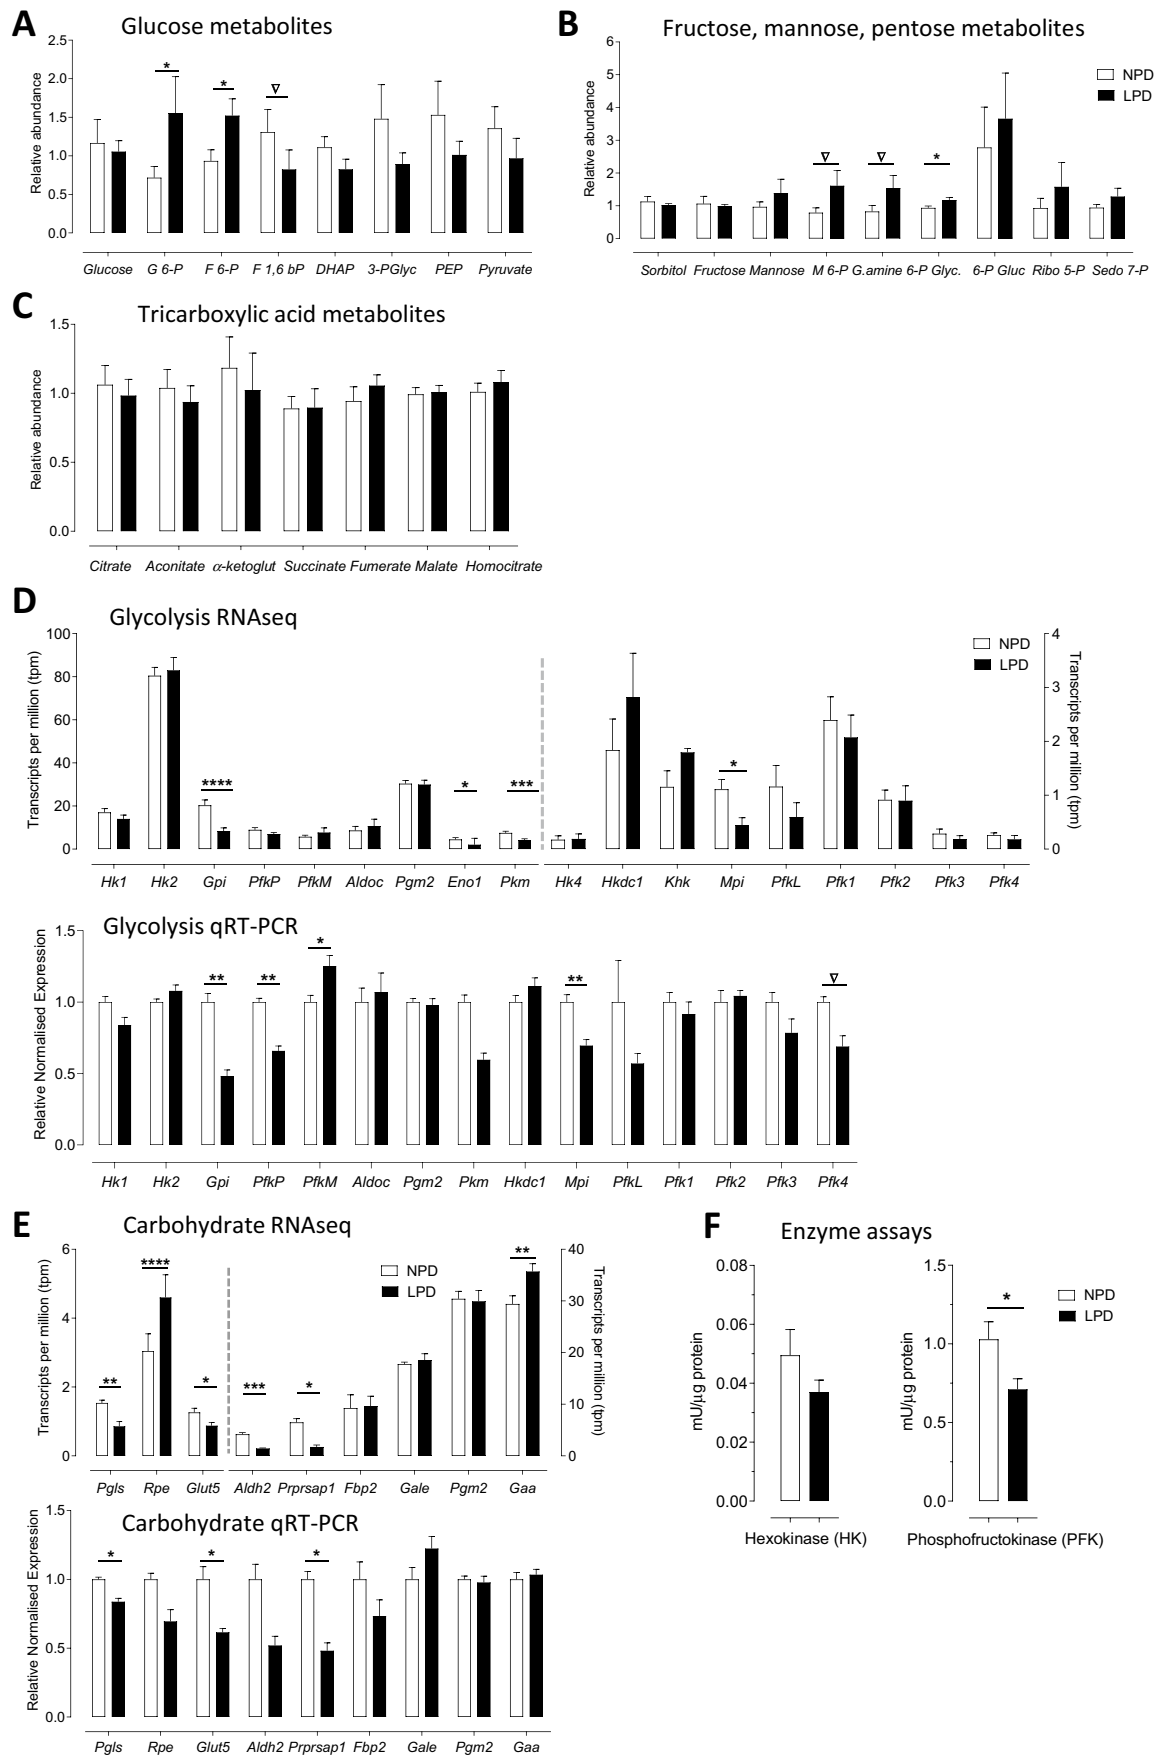 A
Glucose metabolites
Relative abundance
2.5
2.0
1.5
1.0
0.5
0.0
*
*
∇
Glucose G 6-P F 6-P F 1,6 bP DHAP 3-PGlyc PEP Pyruvate
B
Fructose, mannose, pentose metabolites
NPD
LPD
Relative abundance
6
5
4
3
2
1
0
∇
∇
*
Sorbitol Fructose Mannose M 6-P G.amine 6-P Glyc. 6-P Gluc Ribo 5-P Sedo 7-P
C
Tricarboxylic acid metabolites
Relative abundance
1.5
1.0
0.5
0.0
Citrate Aconitate α-ketoglut Succinate Fumerate Malate Homocitrate
D
Glycolysis RNAseq
NPD
LPD
Transcripts per million (tpm)
100
80
60
40
20
0
****
*
***
*
4
3
2
1
0
Transcripts per million (tpm)
Hk1 Hk2 Gpi PfkP PfkM Aldoc Pgm2 Eno1 Pkm Hk4 Hkdc1 Khk Mpi PfkL Pfk1 Pfk2 Pfk3 Pfk4
Glycolysis qRT-PCR
Relative Normalised Expression
1.5
1.0
0.5
0.0
**
**
*
**
∇
Hk1 Hk2 Gpi PfkP PfkM Aldoc Pgm2 Pkm Hkdc1 Mpi PfkL Pfk1 Pfk2 Pfk3 Pfk4
E
Carbohydrate RNAseq
NPD
LPD
Transcripts per million (tpm)
6
4
2
0
**
****
*
***
*
**
40
30
20
10
0
Transcripts per million (tpm)
Pgls Rpe Glut5 Aldh2 Prprsap1 Fbp2 Gale Pgm2 Gaa
Carbohydrate qRT-PCR
Relative Normalised Expression
1.5
1.0
0.5
0.0
*
*
*
Pgls Rpe Glut5 Aldh2 Prprsap1 Fbp2 Gale Pgm2 Gaa
F
Enzyme assays
NPD
LPD
mU/µg protein
0.08
0.06
0.04
0.02
0.00
Hexokinase (HK)
mU/µg protein
1.5
1.0
0.5
0.0
*
Phosphofructokinase (PFK)